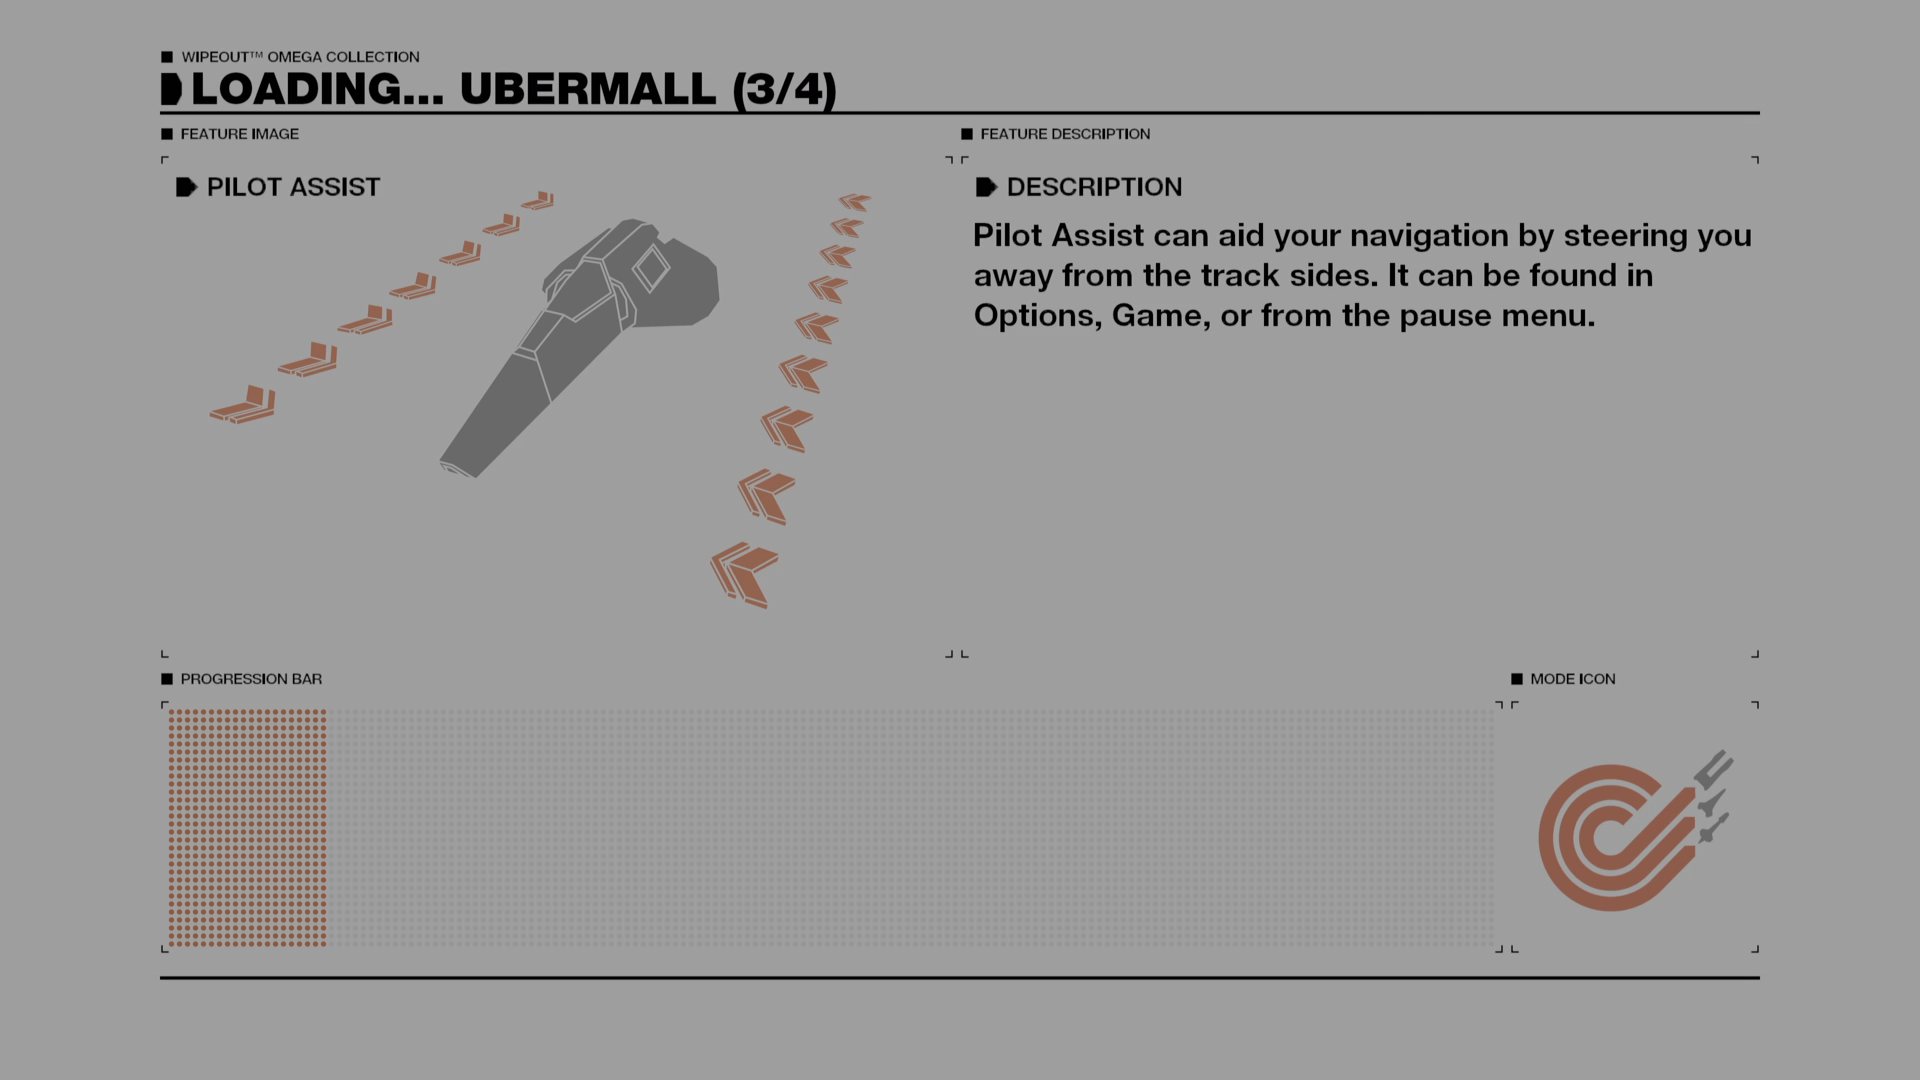 WIPEOUT™ OMEGA COLLECTION
LOADING... UBERMALL (3/4)
FEATURE IMAGE
PILOT ASSIST
FEATURE DESCRIPTION
DESCRIPTION
Pilot Assist can aid your navigation by steering you
away from the track sides. It can be found in
Options, Game, or from the pause menu.
PROGRESSION BAR
MODE ICON